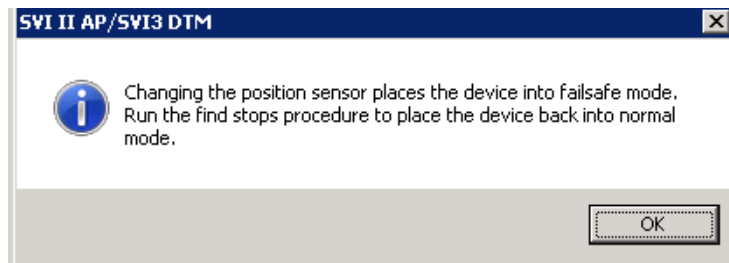 SVI II AP/SVI3 DTM
Changing the position sensor places the device into failsafe mode.
Run the find stops procedure to place the device back into normal
mode.
OK